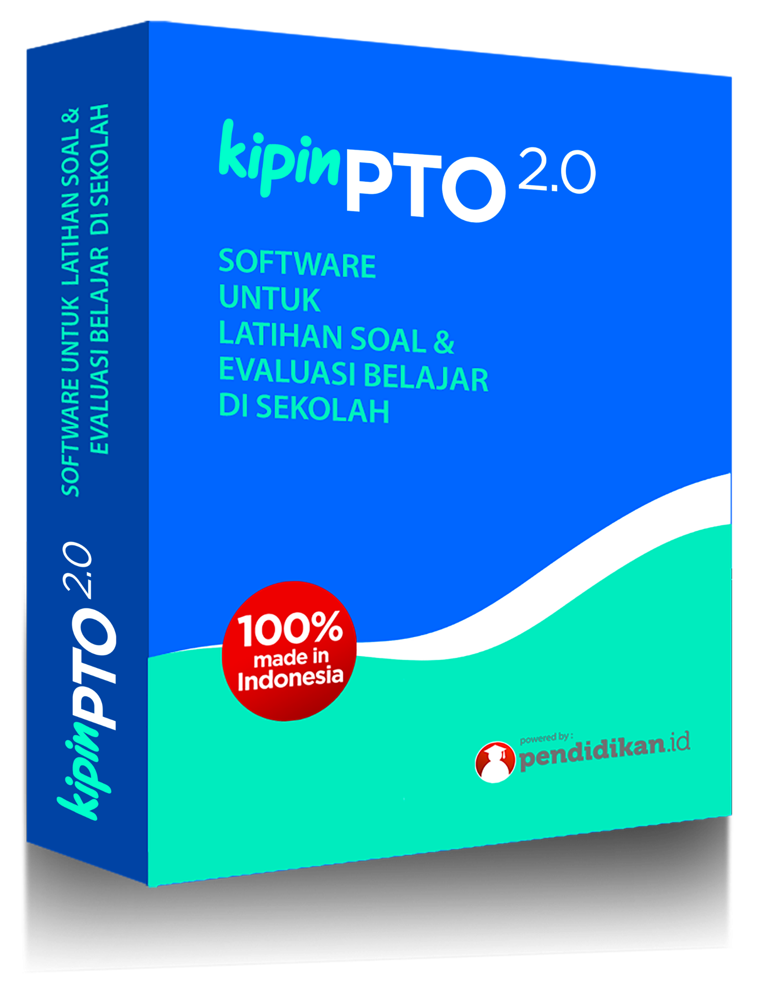 SOFTWARE UNTUK LATIHAN SOAL &
EVALUASI BELAJAR DI SEKOLAH
kipinPTO 2.0
kipinPTO 2.0
SOFTWARE
UNTUK
LATIHAN SOAL &
EVALUASI BELAJAR
DI SEKOLAH
100%
made in
Indonesia
powered by :
pendidikan.id